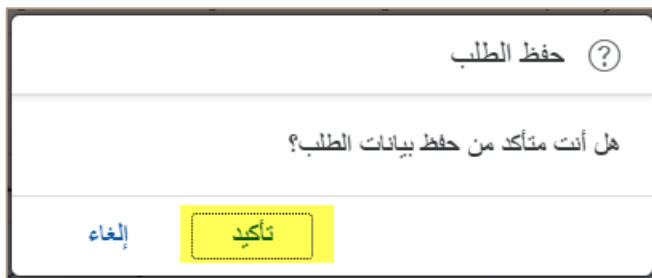 حفظ الطلب
هل أنت متأكد من حفظ بيانات الطلب؟
تأكيد
إلغاء